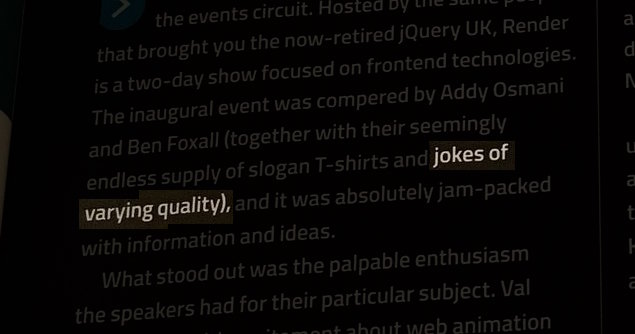 the events circuit. Hosted by the same
that brought you the now-retired jQuery UK, Render
is a two-day show focused on frontend technologies.
The inaugural event was compered by Addy Osmani
and Ben Foxall (together with their seemingly
endless supply of slogan T-shirts and jokes of
varying quality), and it was absolutely jam-packed
with information and ideas.
What stood out was the palpable enthusiasm
the speakers had for their particular subject. Val
about web animation